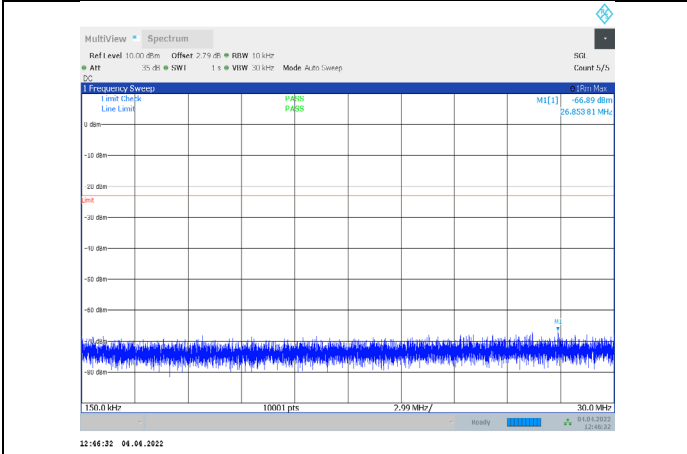 MultiView Spectrum
Ref Level 10.00 dBm Offset 2.79 dB RBW 10 kHz SGL
Att 35 dB SWT 1 s VBW 30 kHz Mode Auto Sweep Count 5/5
DC
1 Frequency Sweep 1Rm Max
Limit Check PASS M1[1] -66.89 dBm
Line Limit PASS 26.85381 MHz
0 dBm
-10 dBm
-20 dBm
Limit
-30 dBm
-40 dBm
-50 dBm
-60 dBm
M1
-70 dBm
-80 dBm
150.0 kHz 10001 pts 2.99 MHz/ 30.0 MHz
Ready 04.04.2022
12:46:32
12:46:32 04.04.2022